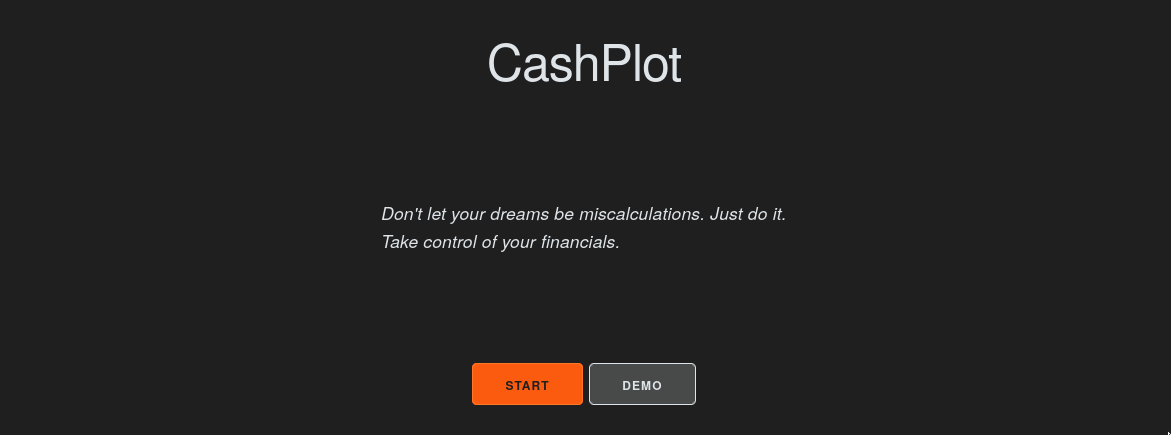 CashPlot
Don't let your dreams be miscalculations. Just do it.
Take control of your financials.
START
DEMO